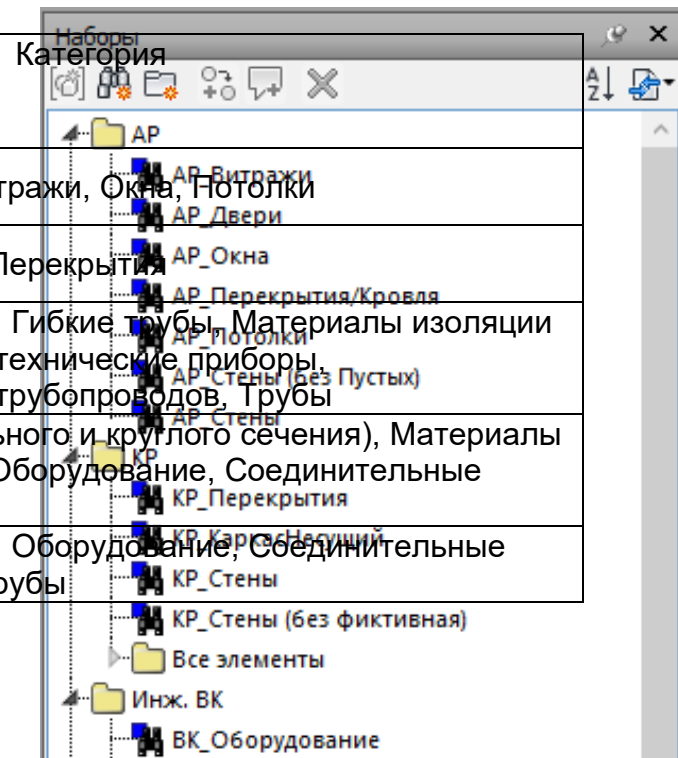 Наборы
Категория
АР
АР_Витражи
тражи, Окна, Потолки
АР_Двери
АР_Окна
Перекрытия
АР_Перекрытия/Кровля
Гибкие трубы, Материалы изоляции
АР_Потолки
технические приборы,
АР_Стены (без Пустых)
трубопроводов, Трубы
АР_Стены
ьного и круглого сечения), Материалы
КР
Оборудование, Соединительные
КР_Перекрытия
КР_КаркасНесущий
Оборудование, Соединительные
КР_Стены
рубы
КР_Стены (без фиктивная)
Все элементы
Инж. ВК
ВК_Оборудование